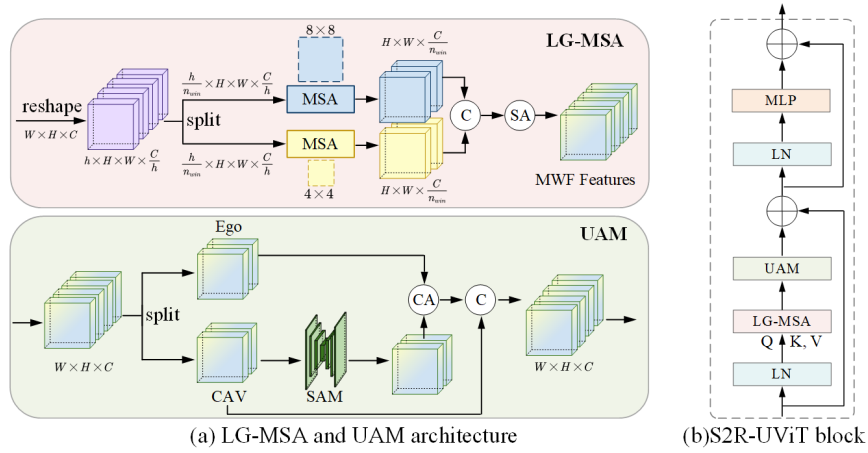 8×8
H×W×C/n_win
LG-MSA
h/n_win×H×W×C/h
reshape
MSA
W×H×C
split
C
SA
MSA
h×H×W×C/h
h/n_win×H×W×C/h
4×4
H×W×C/n_win
MWF Features
Ego
UAM
split
CA
C
W×H×C
CAV
SAM
W×H×C
(a) LG-MSA and UAM architecture
MLP
LN
UAM
LG-MSA
Q K, V
LN
(b)S2R-UViT block